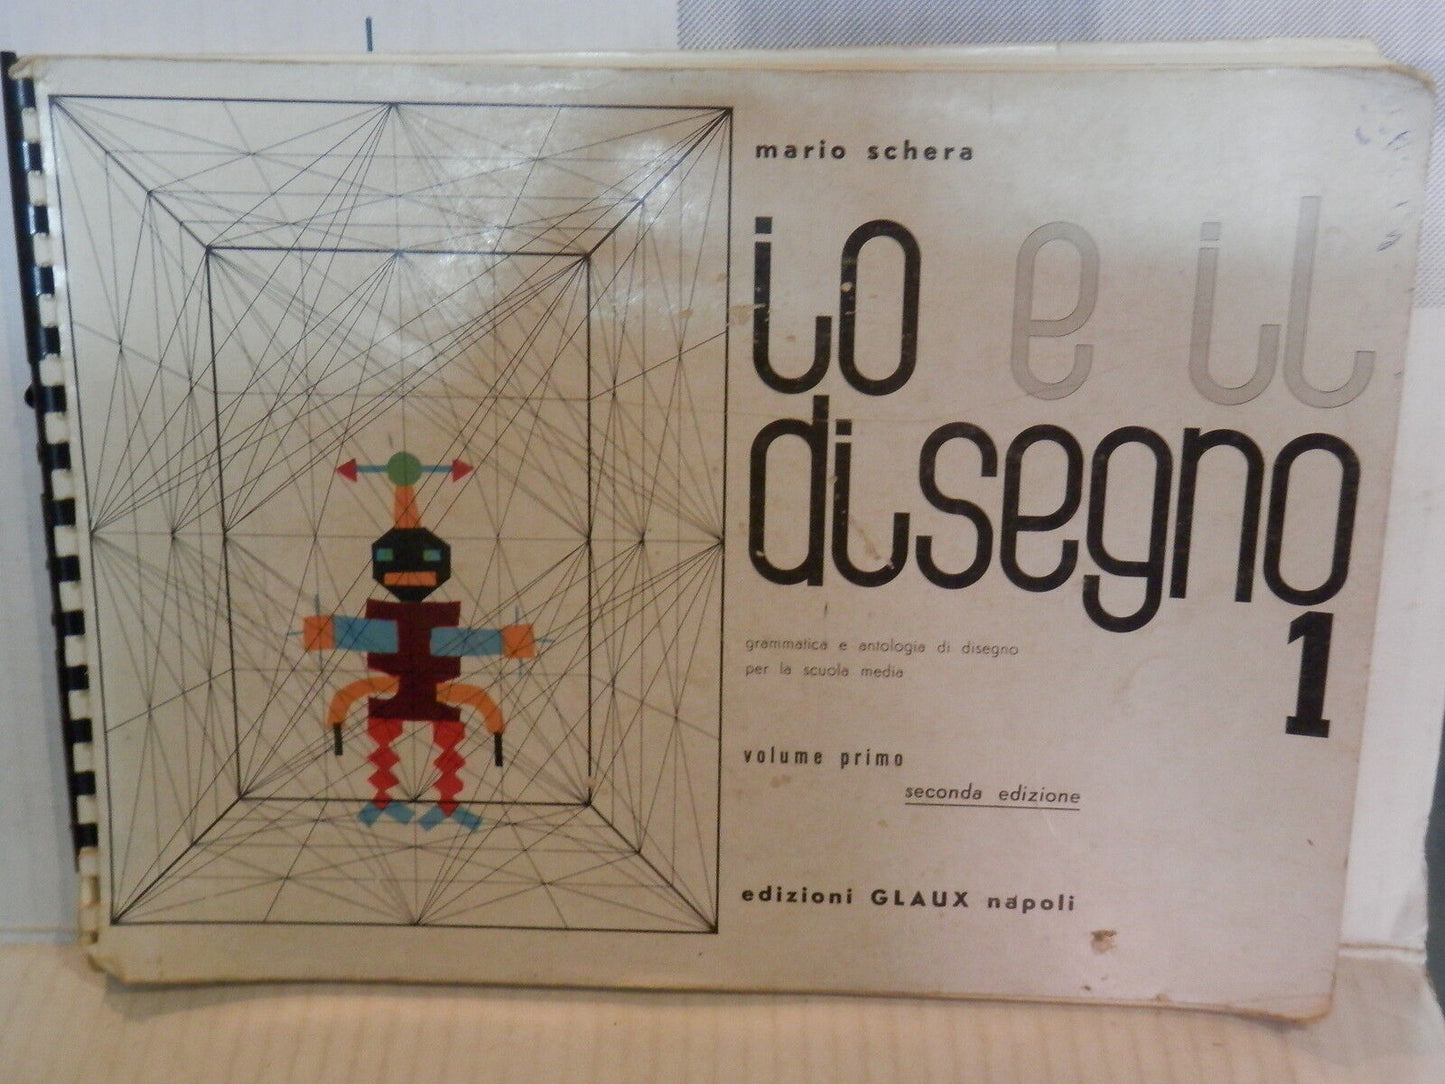 mario schera
io e il
disegno
1
grammatica e antologia di disegno
per la scuola media
volume primo
seconda edizione
edizioni GLAUX napoli